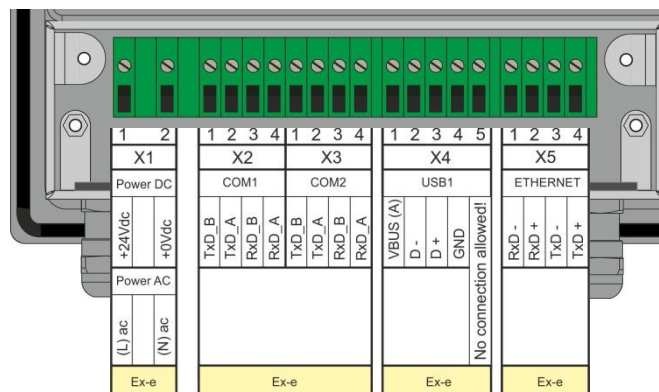 1 2 1 2 3 4 1 2 3 4 1 2 3 4 5 1 2 3 4
X1 X2 X3 X4 X5
Power DC COM1 COM2 USB1 ETHERNET
+24Vdc
+0Vdc
TxD_B
TxD_A
RxD_B
RxD_A
TxD_B
TxD_A
RxD_B
RxD_A
VBUS (A)
D -
D +
GND
No connection allowed!
RxD -
RxD +
TxD -
TxD +
Power AC
(L) ac
(N) ac
Ex-e Ex-e Ex-e Ex-e